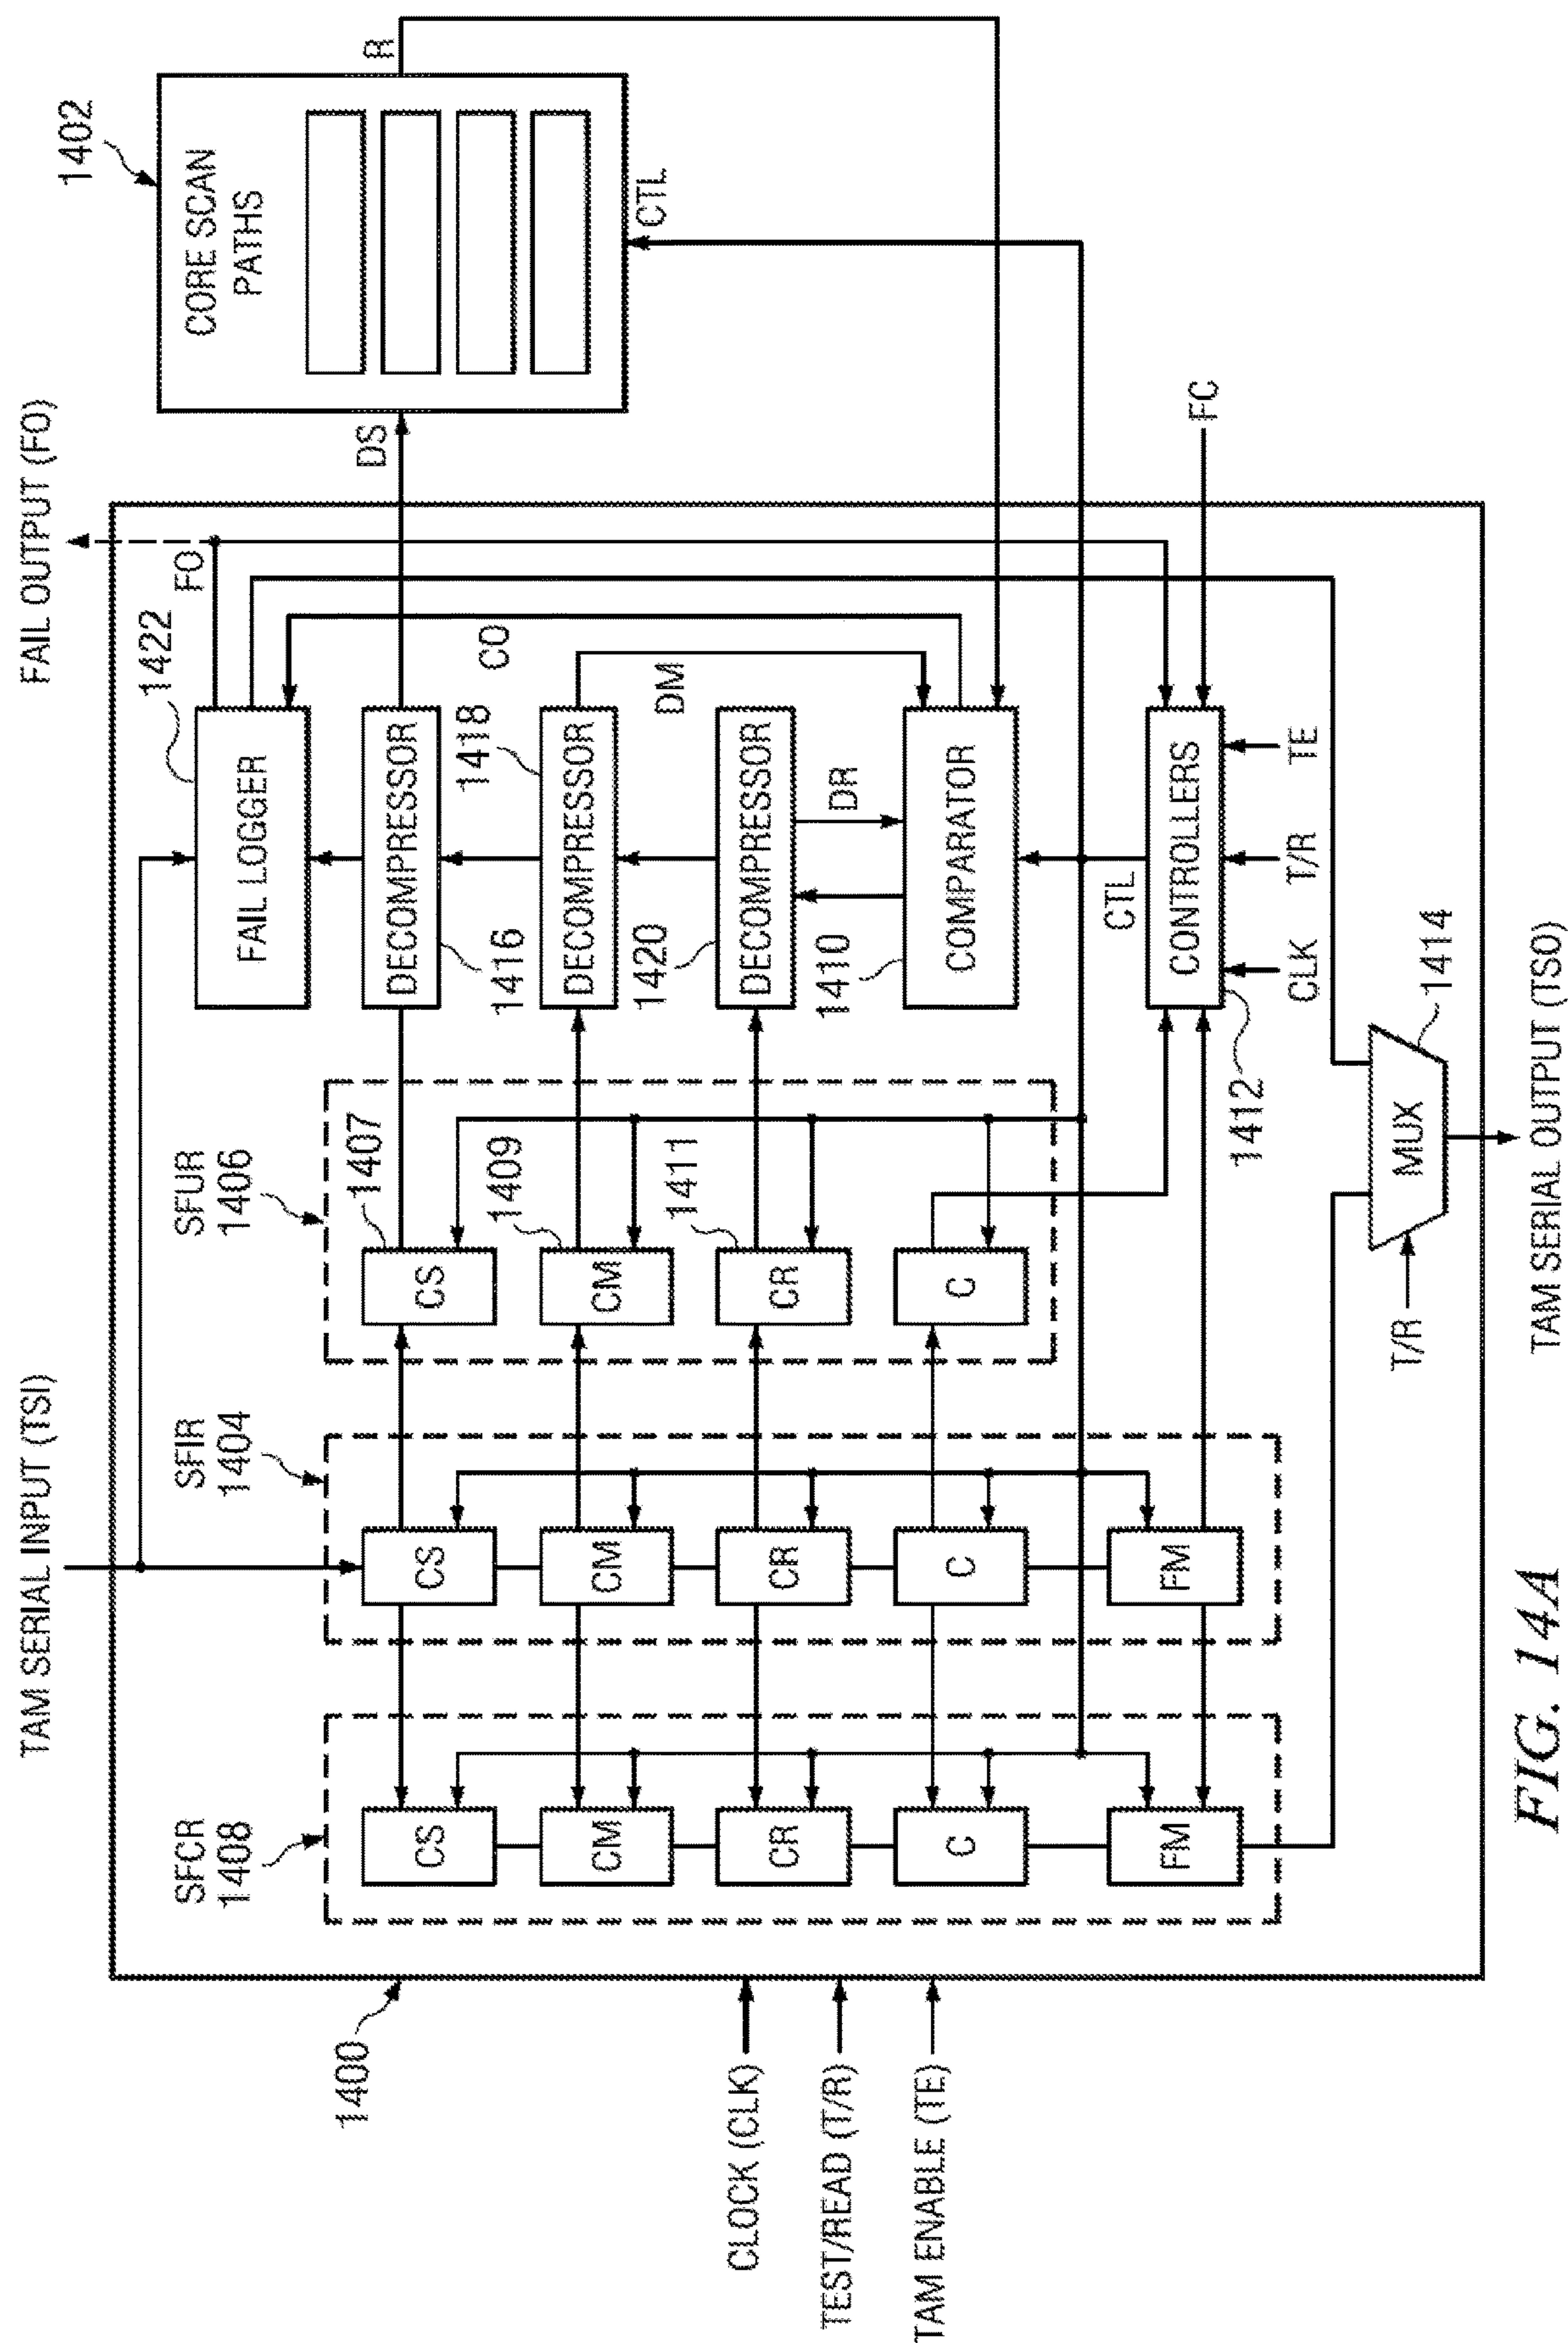 FAIL OUTPUT (FO)
TAM SERIAL INPUT (TSI)
1402
CORE SCAN
PATHS
R
CTL
DS
FO
1422
FAIL LOGGER
CO
DECOMPRESSOR
1416
1418
DECOMPRESSOR
DM
1420
DECOMPRESSOR
DR
1410
COMPARATOR
CTL
CONTROLLERS
1412
FC
TE
T/R
CLK
1414
MUX
T/R
TAM SERIAL OUTPUT (TSO)
SFUR
1406
1407
CS
1409
CM
1411
CR
C
SFIR
1404
CS
CM
CR
C
FM
SFCR
1408
CS
CM
CR
C
FM
1400
CLOCK (CLK)
TEST/READ (T/R)
TAM ENABLE (TE)
FIG. 14A